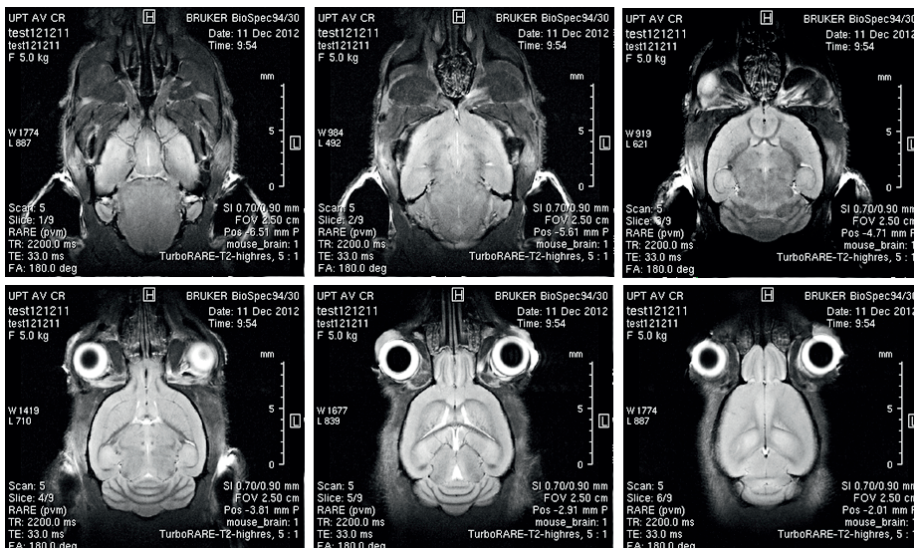 UPT AV CR
H
BRUKER BioSpec94/30
test121211
Date: 11 Dec 2012
test121211
Time: 9:54
F 5.0 kg
mm
W 1774
L 887
5
L
0
Scan: 5
SI 0.70/0.90 mm
Slice: 1/9
FOV 2.50 cm
RARE (pvm)
Pos -6.51 mm P
TR: 2200.0 ms
mouse_brain: 1
TE: 33.0 ms
TurboRARE-T2-highres, 5 : 1
FA: 180.0 deg
UPT AV CR
H
BRUKER BioSpec94/30
test121211
Date: 11 Dec 2012
test121211
Time: 9:54
F 5.0 kg
mm
W 984
L 492
5
L
0
Scan: 5
SI 0.70/0.90 mm
Slice: 2/9
FOV 2.50 cm
RARE (pvm)
Pos -5.61 mm P
TR: 2200.0 ms
mouse_brain: 1
TE: 33.0 ms
TurboRARE-T2-highres, 5 : 1
FA: 180.0 deg
UPT AV CR
H
BRUKER BioSpec94/30
test121211
Date: 11 Dec 2012
test121211
Time: 9:54
F 5.0 kg
mm
W 919
L 621
5
L
0
Scan: 5
SI 0.70/0.90 mm
Slice: 3/9
FOV 2.50 cm
RARE (pvm)
Pos -4.71 mm P
TR: 2200.0 ms
mouse_brain: 1
TE: 33.0 ms
TurboRARE-T2-highres, 5 : 1
FA: 180.0 deg
UPT AV CR
H
BRUKER BioSpec94/30
test121211
Date: 11 Dec 2012
test121211
Time: 9:54
F 5.0 kg
mm
W 1419
L 710
5
L
0
Scan: 5
SI 0.70/0.90 mm
Slice: 4/9
FOV 2.50 cm
RARE (pvm)
Pos -3.81 mm P
TR: 2200.0 ms
mouse_brain: 1
TE: 33.0 ms
TurboRARE-T2-highres, 5 : 1
FA: 180.0 deg
UPT AV CR
H
BRUKER BioSpec94/30
test121211
Date: 11 Dec 2012
test121211
Time: 9:54
F 5.0 kg
mm
W 1677
L 839
5
L
0
Scan: 5
SI 0.70/0.90 mm
Slice: 5/9
FOV 2.50 cm
RARE (pvm)
Pos -2.91 mm P
TR: 2200.0 ms
mouse_brain: 1
TE: 33.0 ms
TurboRARE-T2-highres, 5 : 1
FA: 180.0 deg
UPT AV CR
H
BRUKER BioSpec94/30
test121211
Date: 11 Dec 2012
test121211
Time: 9:54
F 5.0 kg
mm
W 1774
L 887
5
L
0
Scan: 5
SI 0.70/0.90 mm
Slice: 6/9
FOV 2.50 cm
RARE (pvm)
Pos -2.01 mm P
TR: 2200.0 ms
mouse_brain: 1
TE: 33.0 ms
TurboRARE-T2-highres, 5 : 1
FA: 180.0 deg